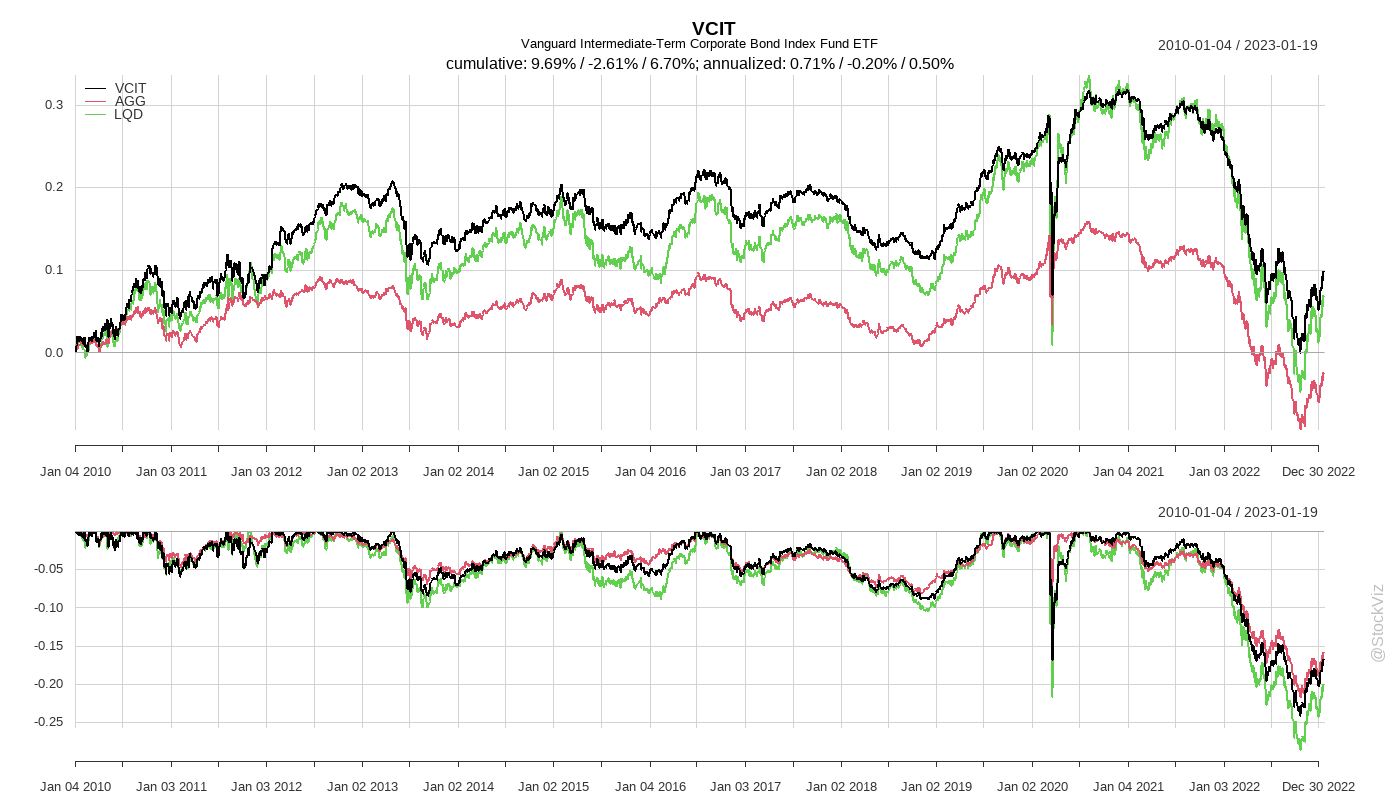 VCIT
Vanguard Intermediate-Term Corporate Bond Index Fund ETF
2010-01-04 / 2023-01-19
cumulative: 9.69% / -2.61% / 6.70%; annualized: 0.71% / -0.20% / 0.50%
VCIT
AGG
LQD
0.3
0.2
0.1
0.0
Jan 04 2010 Jan 03 2011 Jan 03 2012 Jan 02 2013 Jan 02 2014 Jan 02 2015 Jan 04 2016 Jan 03 2017 Jan 02 2018 Jan 02 2019 Jan 02 2020 Jan 04 2021 Jan 03 2022 Dec 30 2022
2010-01-04 / 2023-01-19
-0.05
-0.10
-0.15
-0.20
-0.25
Jan 04 2010 Jan 03 2011 Jan 03 2012 Jan 02 2013 Jan 02 2014 Jan 02 2015 Jan 04 2016 Jan 03 2017 Jan 02 2018 Jan 02 2019 Jan 02 2020 Jan 04 2021 Jan 03 2022 Dec 30 2022
@StockViz